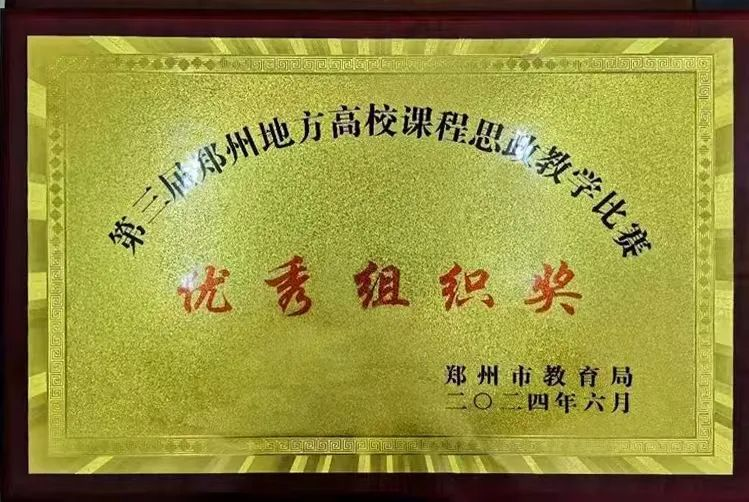 第三届郑州地方高校课程思政教学比赛
优秀组织奖
郑州市教育局
二〇二四年六月